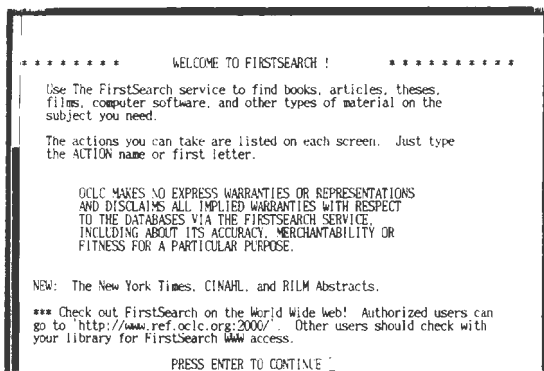 * * * * * * * * WELCOME TO FIRSTSEARCH ! * * * * * * * * * *
Use The FirstSearch service to find books, articles, theses,
films, computer software, and other types of material on the
subject you need.
The actions you can take are listed on each screen. Just type
the ACTION name or first letter.
OCLC MAKES NO EXPRESS WARRANTIES OR REPRESENTATIONS
AND DISCLAIMS ALL IMPLIED WARRANTIES WITH RESPECT
TO THE DATABASES VIA THE FIRSTSEARCH SERVICE,
INCLUDING ABOUT ITS ACCURACY, MERCHANTABILITY OR
FITNESS FOR A PARTICULAR PURPOSE.
NEW: The New York Times, CINAHL, and RILM Abstracts.
*** Check out FirstSearch on the World Wide Web! Authorized users can
go to 'http://www.ref.oclc.org:2000/'. Other users should check with
your library for FirstSearch WWW access.
PRESS ENTER TO CONTINUE _